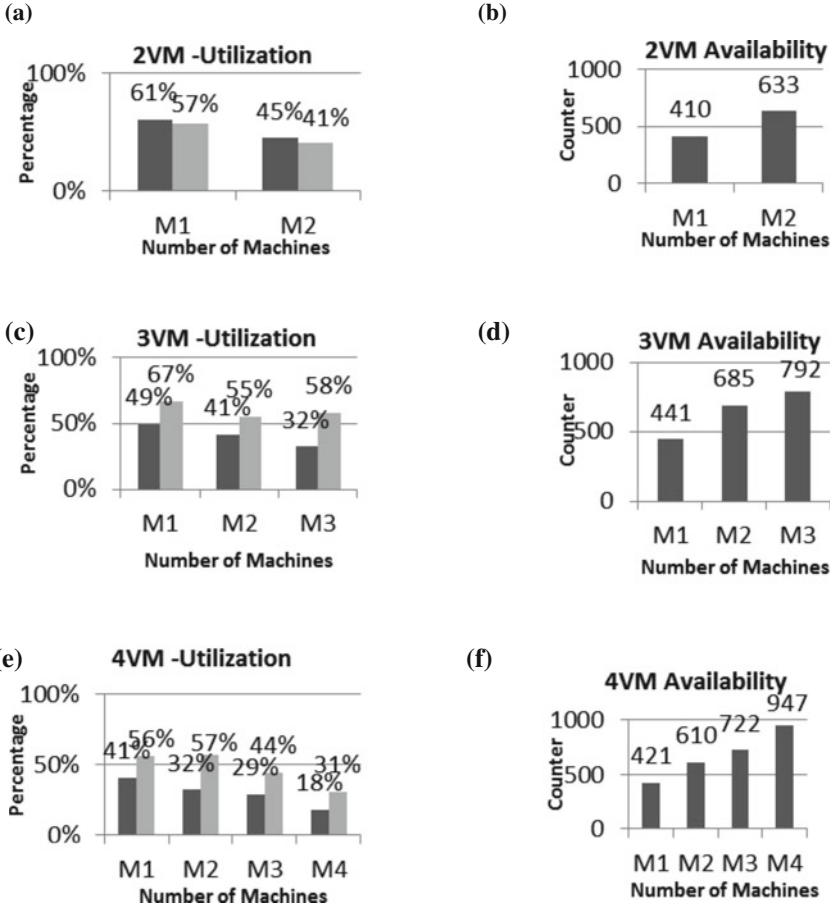 (a)
2VM -Utilization
100%
0%
Percentage
61%
57%
45%
41%
M1 M2
Number of Machines
(b)
2VM Availability
1000
500
0
Counter
410
633
M1 M2
Number of Machines
(c)
3VM -Utilization
100%
50%
0%
Percentage
49%
67%
41%
55%
32%
58%
M1 M2 M3
Number of Machines
(d)
3VM Availability
1000
500
0
Counter
441
685
792
M1 M2 M3
Number of Machines
(e)
4VM -Utilization
100%
50%
0%
Percentage
41%
56%
32%
57%
29%
44%
18%
31%
M1 M2 M3 M4
Number of Machines
(f)
4VM Availability
1000
500
0
Counter
421
610
722
947
M1 M2 M3 M4
Number of Machines